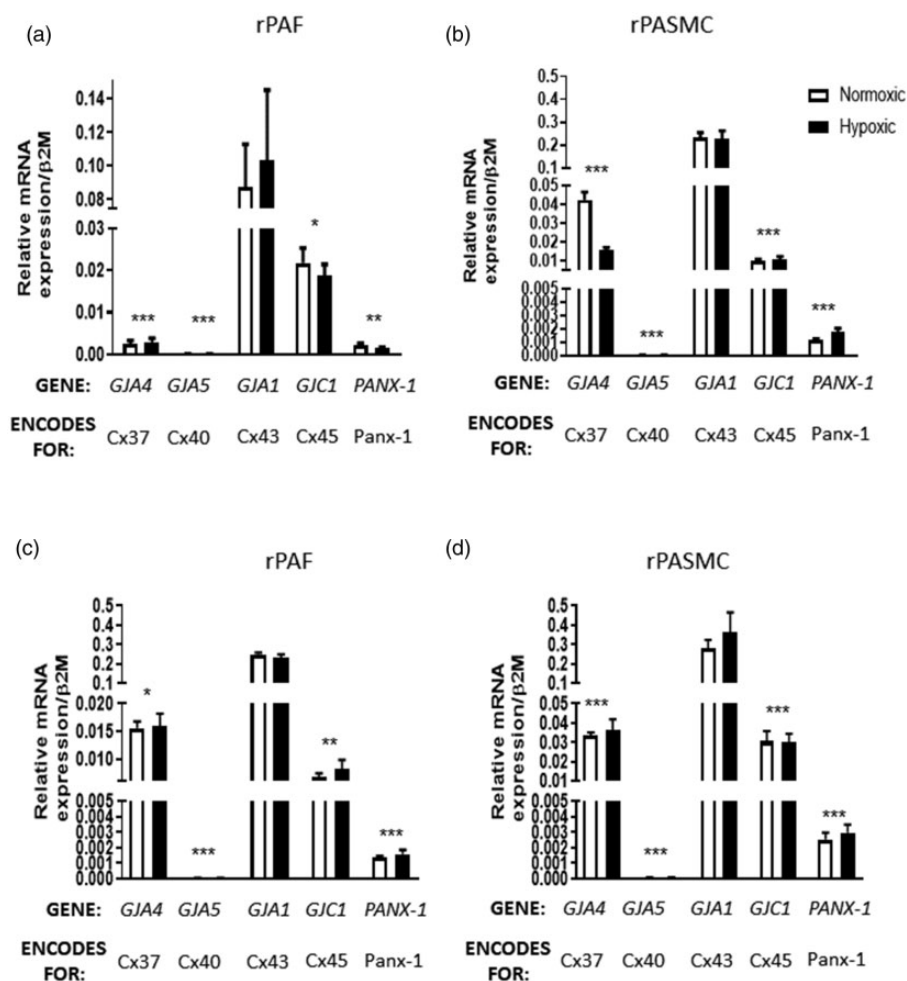 (a)
rPAF
Relative mRNA
expression/β2M
0.14
0.12
0.10
0.08
0.03
0.02
0.01
0.00
***
***
*
**
GENE: GJA4 GJA5 GJA1 GJC1 PANX-1
ENCODES
FOR: Cx37 Cx40 Cx43 Cx45 Panx-1
(b)
rPASMC
Relative mRNA
expression/β2M
0.5
0.4
0.3
0.2
0.1
0.05
0.04
0.03
0.02
0.01
0.005
0.004
0.003
0.002
0.001
0.000
***
***
***
***
Normoxic
Hypoxic
GENE: GJA4 GJA5 GJA1 GJC1 PANX-1
ENCODES
FOR: Cx37 Cx40 Cx43 Cx45 Panx-1
(c)
rPAF
Relative mRNA
expression/β2M
0.5
0.4
0.3
0.2
0.1
0.020
0.015
0.010
0.005
0.004
0.003
0.002
0.001
0.000
*
***
**
***
GENE: GJA4 GJA5 GJA1 GJC1 PANX-1
ENCODES
FOR: Cx37 Cx40 Cx43 Cx45 Panx-1
(d)
rPASMC
Relative mRNA
expression/β2M
0.5
0.4
0.3
0.2
0.1
0.05
0.04
0.03
0.02
0.01
0.005
0.004
0.003
0.002
0.001
0.000
***
***
***
***
GENE: GJA4 GJA5 GJA1 GJC1 PANX-1
ENCODES
FOR: Cx37 Cx40 Cx43 Cx45 Panx-1